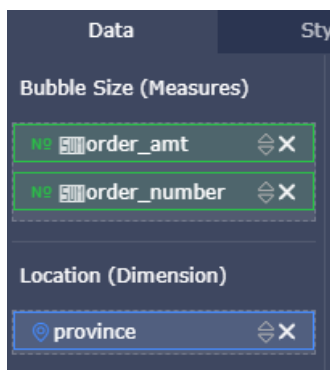 Data Sty
Bubble Size (Measures)
Nº SUM order_amt
Nº SUM order_number
Location (Dimension)
province